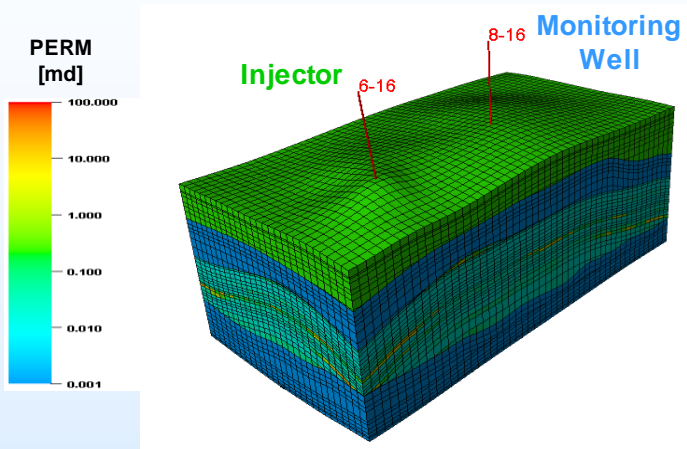 PERM
[md]
100.000
10.000
1.000
0.100
0.010
0.001
Injector
6-16
8-16
Monitoring
Well